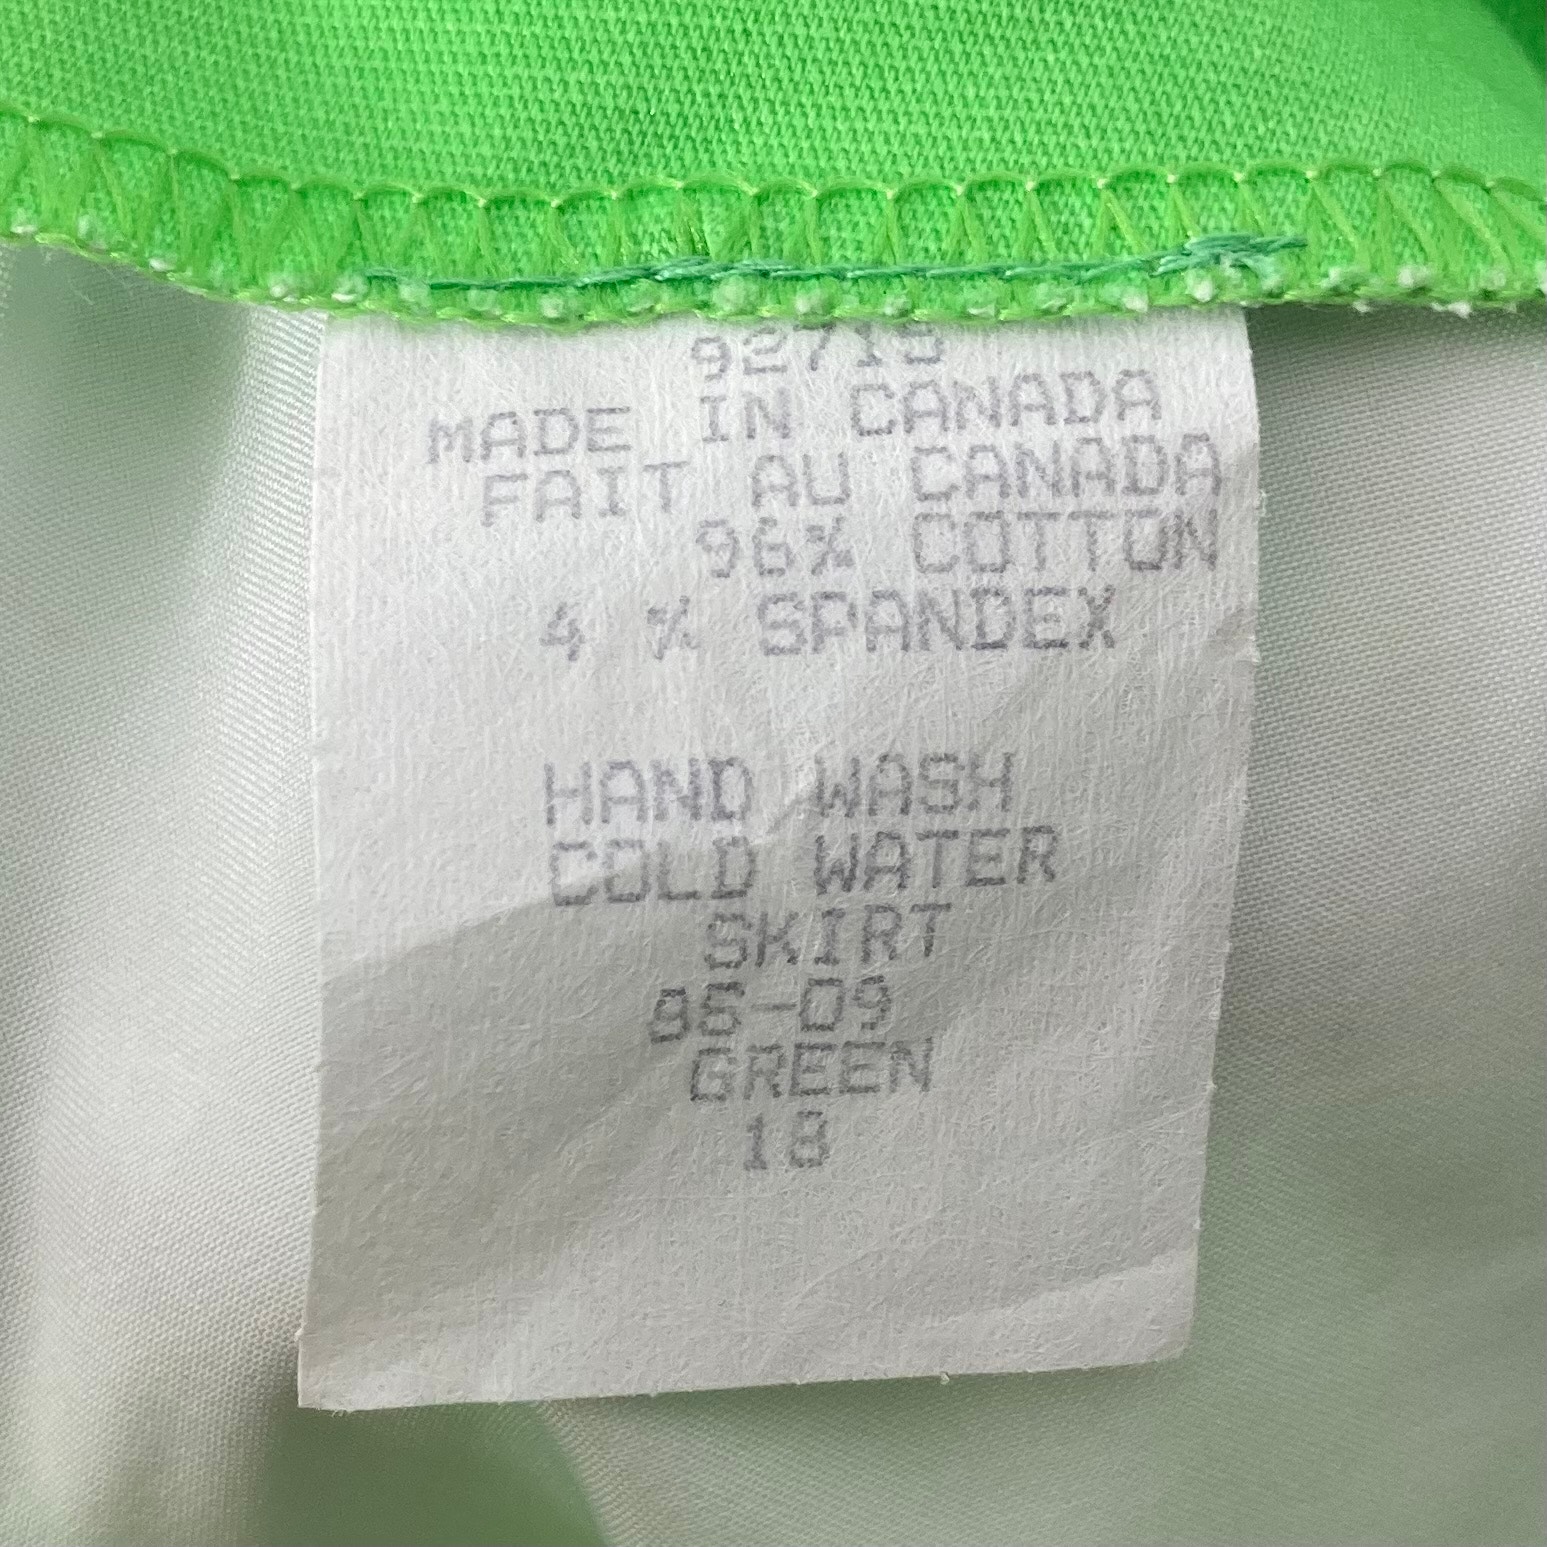 92715
MADE IN CANADA
FAIT AU CANADA
96% COTTON
4 % SPANDEX
HAND WASH
COLD WATER
SKIRT
86-09
GREEN
18